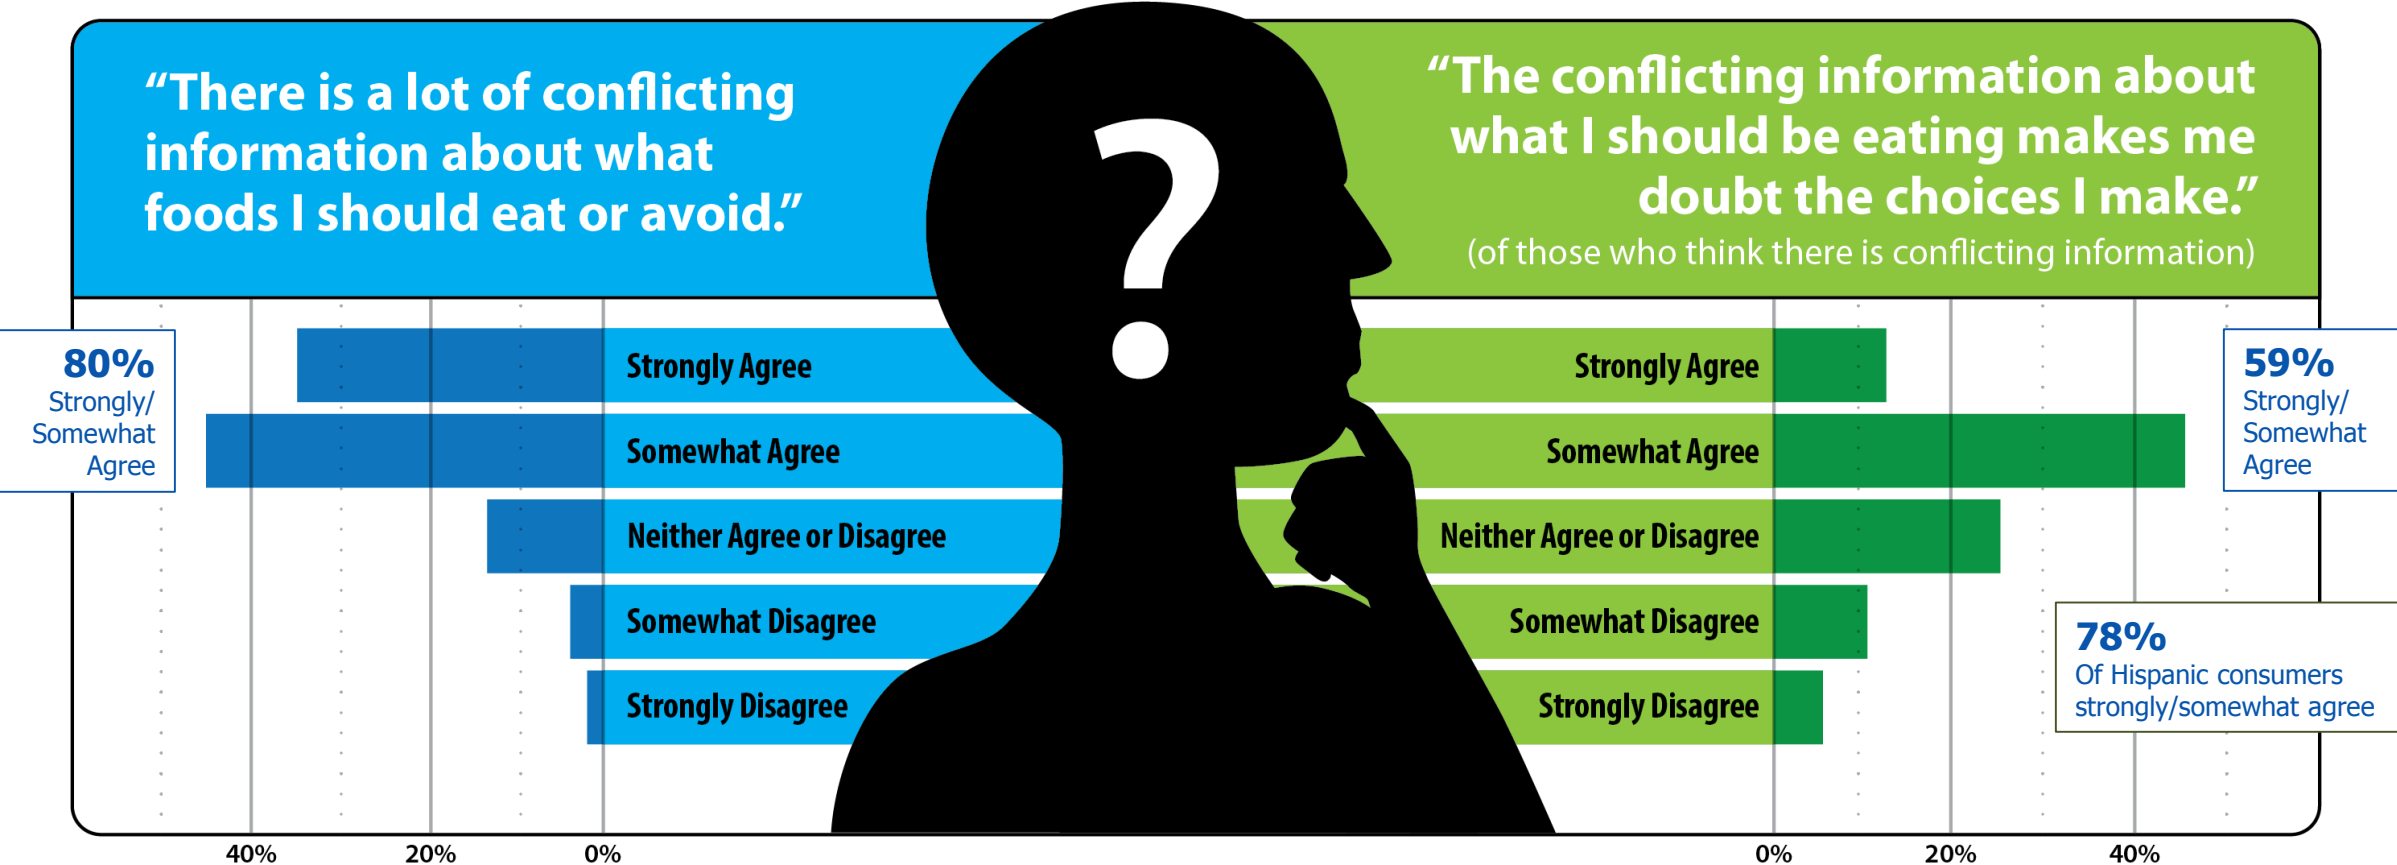 “There is a lot of conflicting
information about what
foods I should eat or avoid.”
“The conflicting information about
what I should be eating makes me
doubt the choices I make.”
(of those who think there is conflicting information)
?
80%
Strongly/
Somewhat
Agree
Strongly Agree
Somewhat Agree
Neither Agree or Disagree
Somewhat Disagree
Strongly Disagree
40%
20%
0%
Strongly Agree
Somewhat Agree
Neither Agree or Disagree
Somewhat Disagree
Strongly Disagree
59%
Strongly/
Somewhat
Agree
78%
Of Hispanic consumers
strongly/somewhat agree
0%
20%
40%